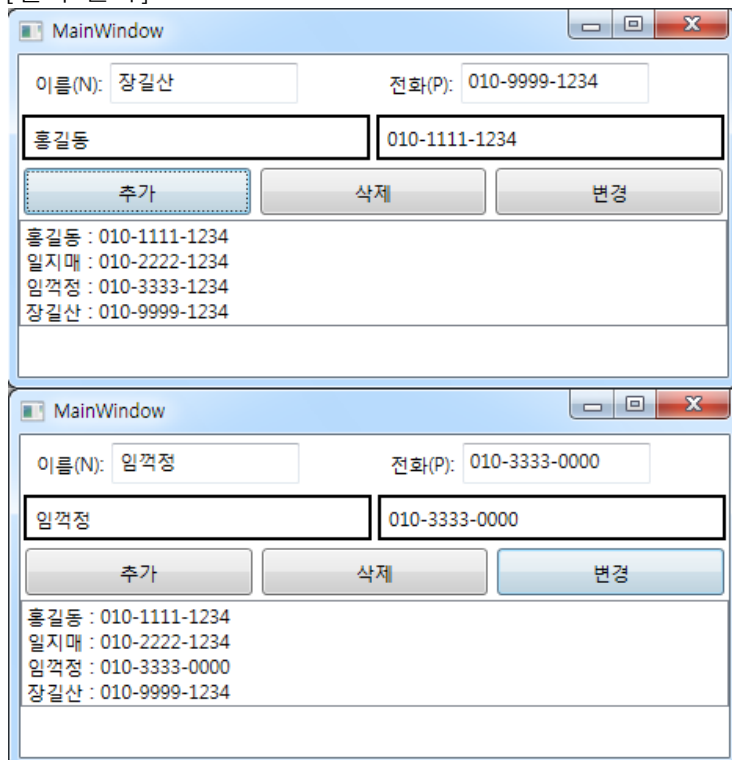 MainWindow
이름(N): 장길산 전화(P): 010-9999-1234
홍길동 010-1111-1234
추가 삭제 변경
홍길동 : 010-1111-1234
일지매 : 010-2222-1234
임꺽정 : 010-3333-1234
장길산 : 010-9999-1234
MainWindow
이름(N): 임꺽정 전화(P): 010-3333-0000
임꺽정 010-3333-0000
추가 삭제 변경
홍길동 : 010-1111-1234
일지매 : 010-2222-1234
임꺽정 : 010-3333-0000
장길산 : 010-9999-1234